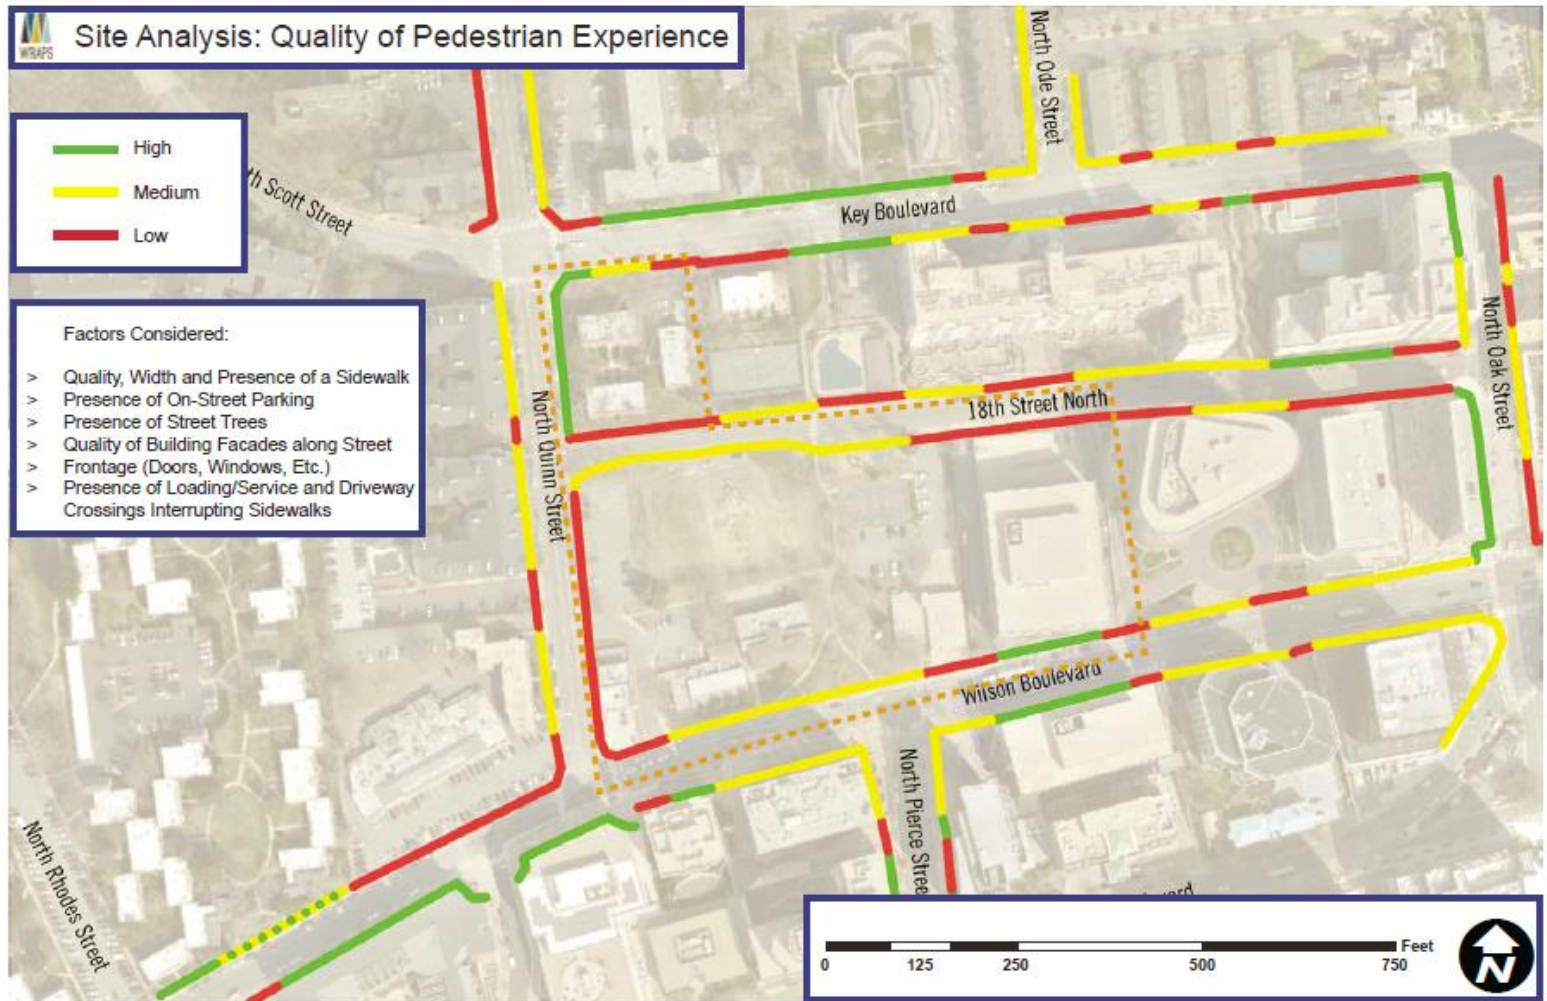 WRAPS
Site Analysis: Quality of Pedestrian Experience
High
Medium
Low
th Scott Street
Factors Considered:
> Quality, Width and Presence of a Sidewalk
> Presence of On-Street Parking
> Presence of Street Trees
> Quality of Building Facades along Street
> Frontage (Doors, Windows, Etc.)
> Presence of Loading/Service and Driveway
Crossings Interrupting Sidewalks
North Ode Street
Key Boulevard
North Oak Street
18th Street North
North Quinn Street
Wilson Boulevard
North Pierce Stree
North Rhodes Street
Feet
0 125 250 500 750
N